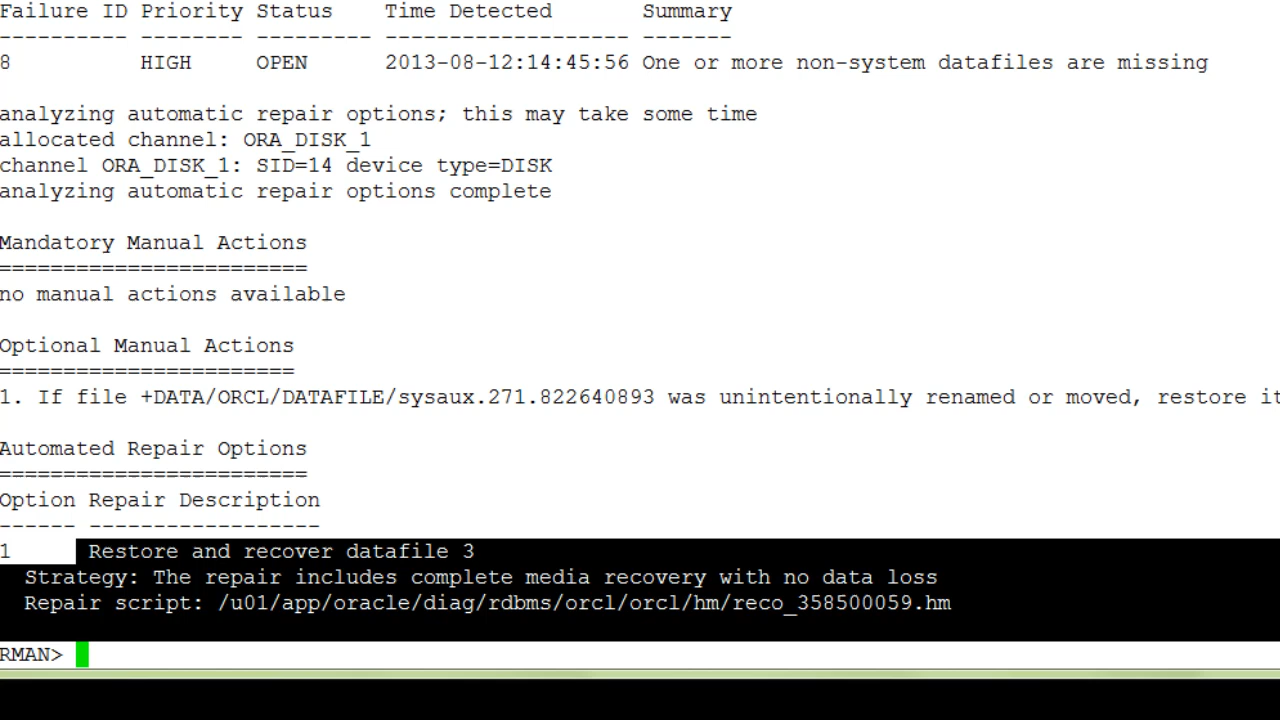 Failure ID Priority Status    Time Detected       Summary
---------- -------- --------- ------------------- -------
8          HIGH     OPEN      2013-08-12:14:45:56 One or more non-system datafiles are missing
analyzing automatic repair options; this may take some time
allocated channel: ORA_DISK_1
channel ORA_DISK_1: SID=14 device type=DISK
analyzing automatic repair options complete
Mandatory Manual Actions
========================
no manual actions available
Optional Manual Actions
=======================
1. If file +DATA/ORCL/DATAFILE/sysaux.271.822640893 was unintentionally renamed or moved, restore it
Automated Repair Options
========================
Option Repair Description
------ ------------------
1      Restore and recover datafile 3
  Strategy: The repair includes complete media recovery with no data loss
  Repair script: /u01/app/oracle/diag/rdbms/orcl/orcl/hm/reco_358500059.hm
RMAN>